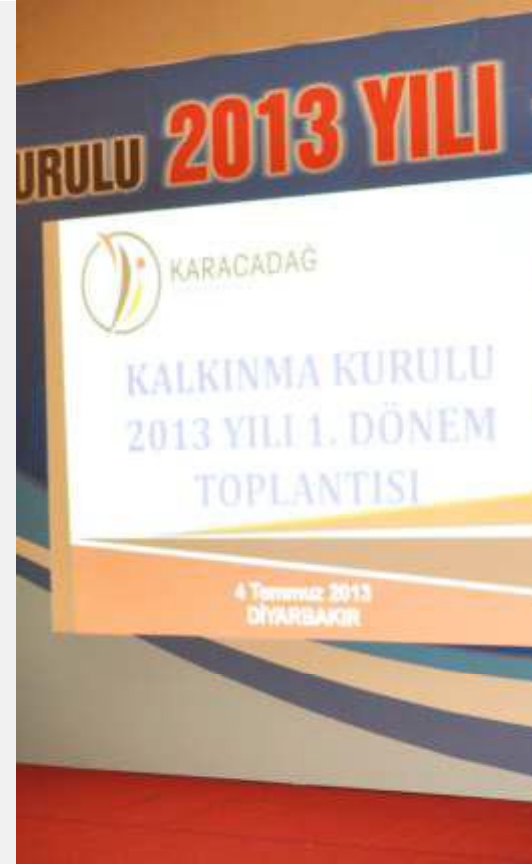 URULU 2013 YILI
KARACADAĞ
KALKINMA KURULU
2013 YILI 1. DÖNEM
TOPLANTISI
4 Temmuz 2013
DİYARBAKIR